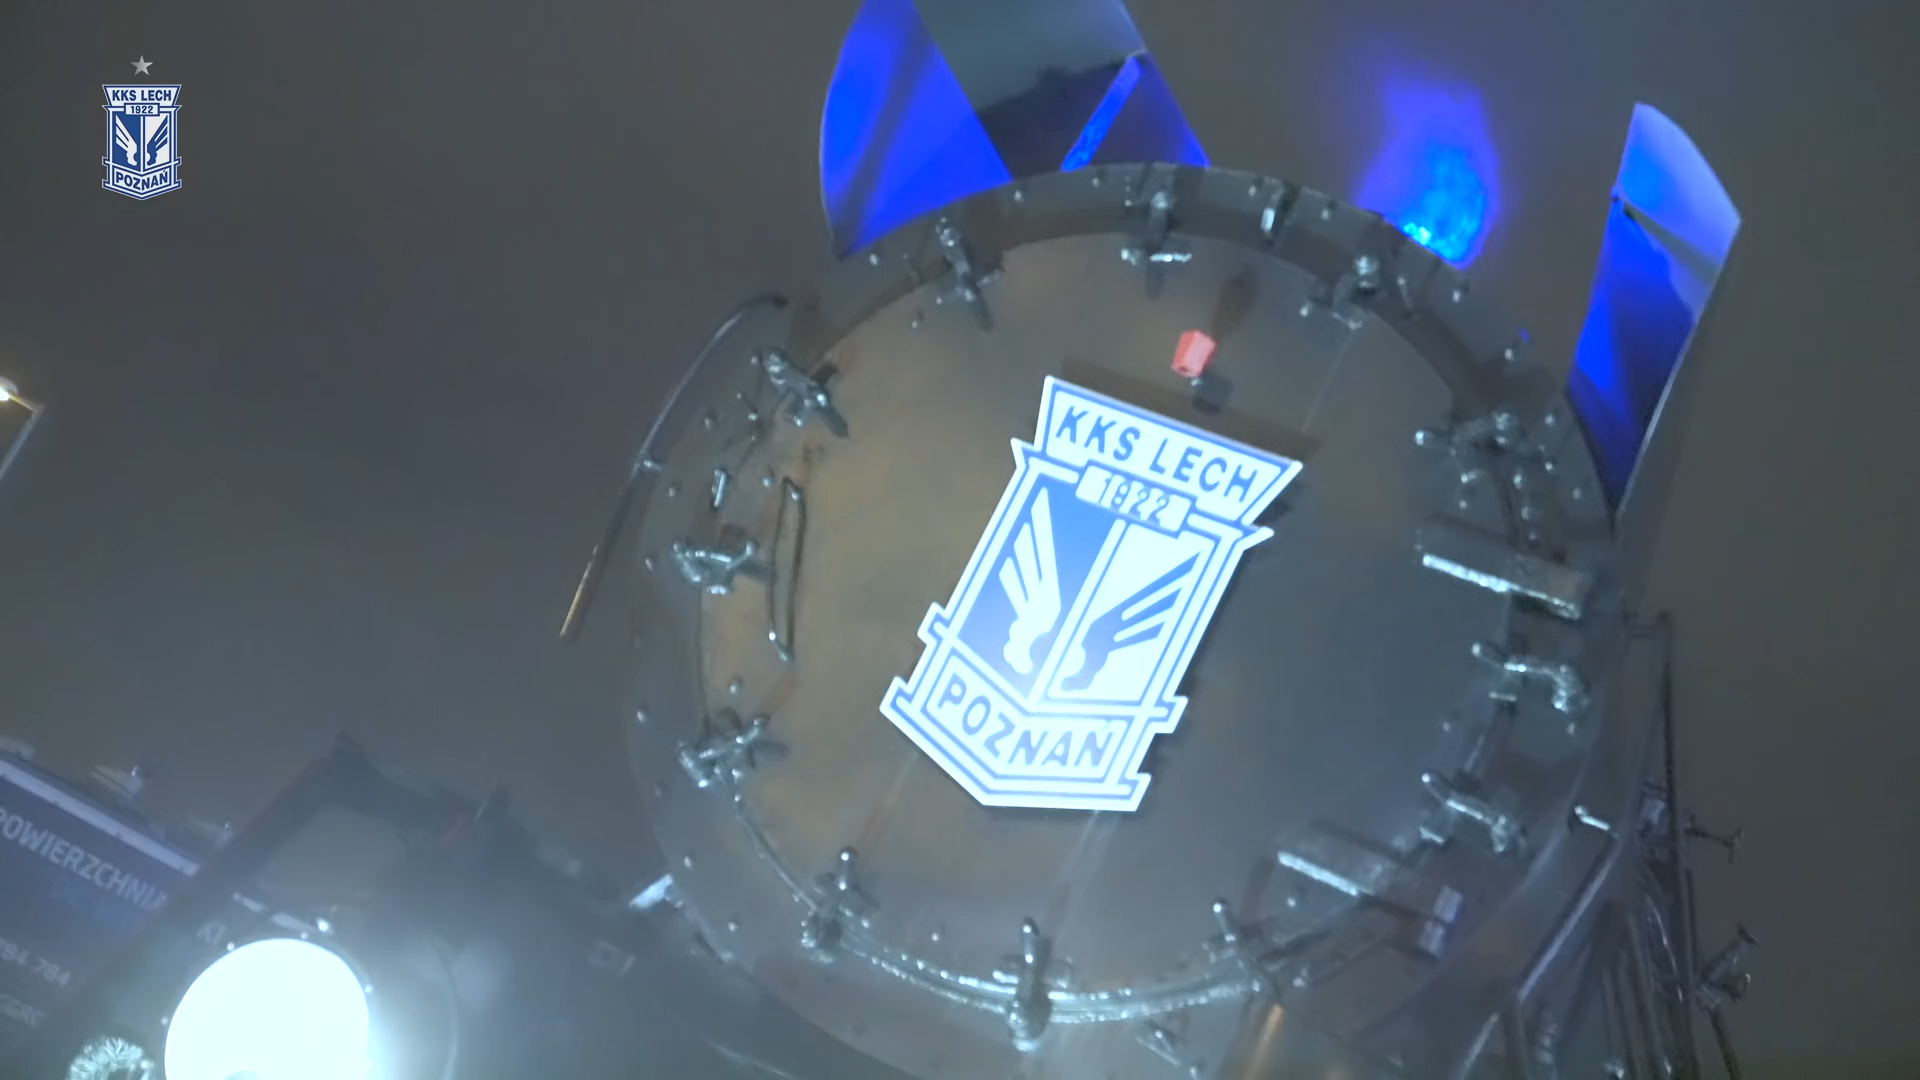 KKS LECH
1922
POZNAŃ
KKS LECH
1922
POZNAŃ
POWIERZCHNIA
784 784